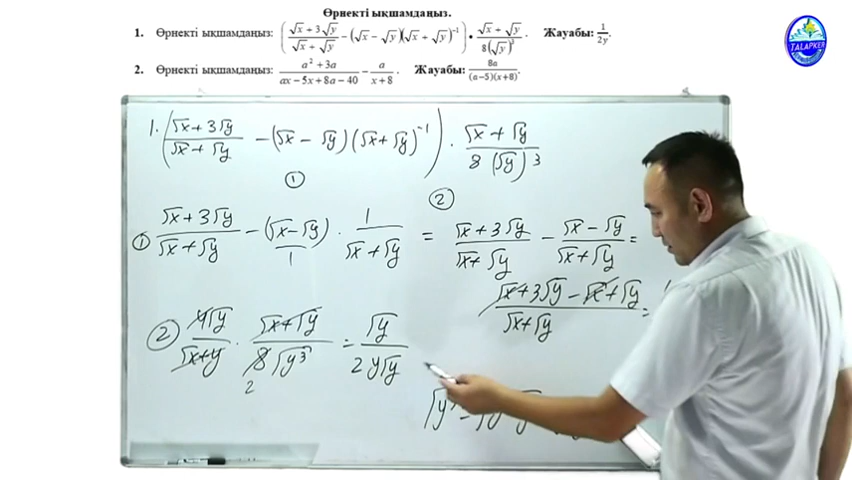 Өрнекті ықшамдаңыз.
1. Өрнекті ықшамдаңыз: ( (√x + 3√y)/(√x + √y) − (√x − √y)(√x + √y)⁻¹ ) • (√x + √y)/(8(√y)³) . Жауабы: 1/(2y).
2. Өрнекті ықшамдаңыз: (a² + 3a)/(ax − 5x + 8a − 40) − a/(x + 8) . Жауабы: 8a/((a−5)(x+8)).
TALAPKER
1. ( (√x + 3√y)/(√x + √y) − (√x − √y)(√x + √y)⁻¹ ) · (√x + √y)/(8(√y)³)
① ②
① (√x + 3√y)/(√x + √y) − (√x − √y)/1 · 1/(√x + √y) = (√x + 3√y)/(√x + √y) − (√x − √y)/(√x + √y) =
(√x + 3√y − √x + √y)/(√x + √y) =
② 4√y/(√x + y) · (√x + √y)/(8√y³) = √y/(2y√y)
2